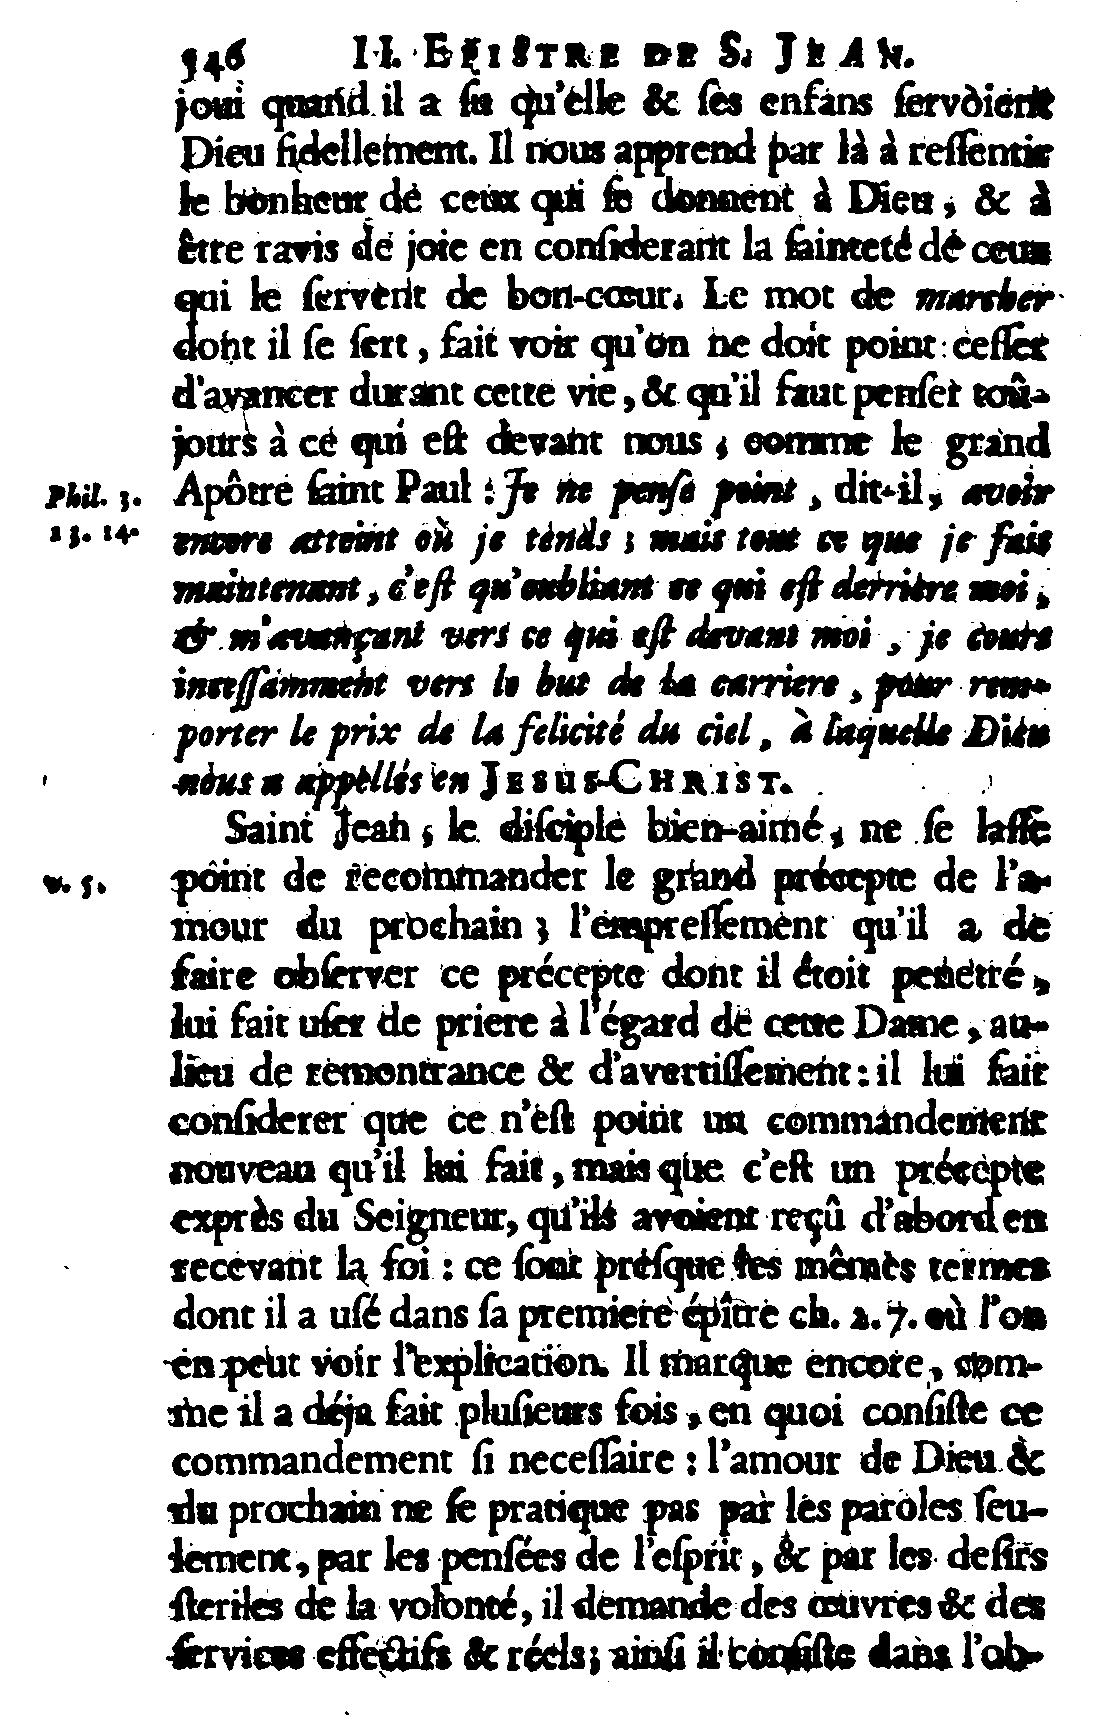 546 II. EPISTRE DE S. JEAN.
joui quand il a ſu qu'elle & ſes enfans ſervoient
Dieu fidellement. Il nous apprend par là à reſſentir
le bonheur de ceux qui ſe donnent à Dieu, & à
être ravis de joie en conſiderant la ſainteté de ceux
qui le ſervent de bon-cœur. Le mot de marcher
dont il ſe ſert, fait voir qu'on ne doit point ceſſer
d'avancer durant cette vie, & qu'il faut penſer toû-
jours à ce qui eſt devant nous, comme le grand
Phil. 3. Apôtre ſaint Paul : Je ne penſe point, dit-il, avoir
13. 14. encore atteint où je tends ; mais tout ce que je fais
maintenant, c'eſt qu'oubliant ce qui eſt derriére moi,
& m'avançant vers ce qui eſt devant moi, je cours
inceſſamment vers le but de la carriere, pour rem-
porter le prix de la felicité du ciel, à laquelle Dieu
nous a appellés en JESUS-CHRIST.
Saint Jean, le diſciple bien-aimé, ne ſe laſſe
v. 5. point de recommander le grand précepte de l'a-
mour du prochain ; l'empreſſement qu'il a de
faire obſerver ce précepte dont il étoit penetré,
lui fait uſer de priere à l'égard de cette Dame, au-
lieu de remontrance & d'avertiſſement : il lui fait
conſiderer que ce n'eſt point un commandement
nouveau qu'il lui fait, mais que c'eſt un précepte
exprès du Seigneur, qu'ils avoient reçû d'abord en
recevant la foi : ce ſont preſque les mêmes termes
dont il a uſé dans ſa premiere épître ch. 2. 7. où l'on
en peut voir l'explication. Il marque encore, com-
me il a déja fait pluſieurs fois, en quoi conſiſte ce
commandement ſi neceſſaire : l'amour de Dieu &
du prochain ne ſe pratique pas par les paroles ſeu-
lement, par les penſées de l'eſprit, & par les deſirs
ſteriles de la volonté, il demande des œuvres & des
ſervices effectifs & réels; ainſi il conſiſte dans l'ob-